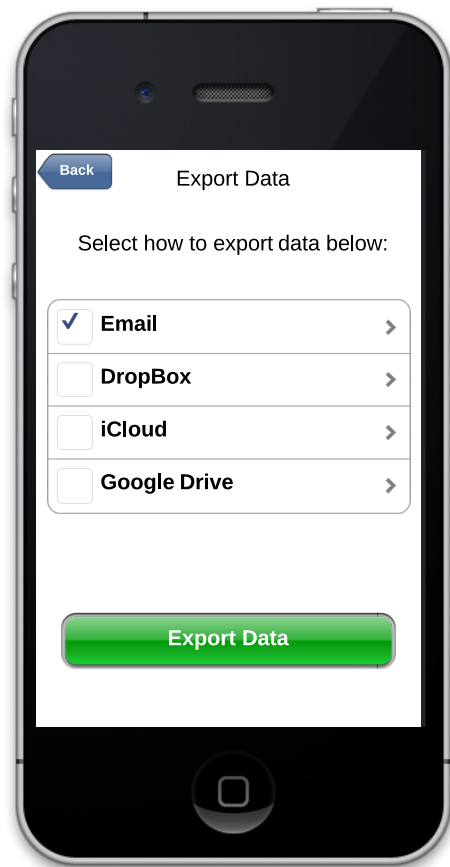 Back
Export Data
Select how to export data below:
Email
DropBox
iCloud
Google Drive
Export Data